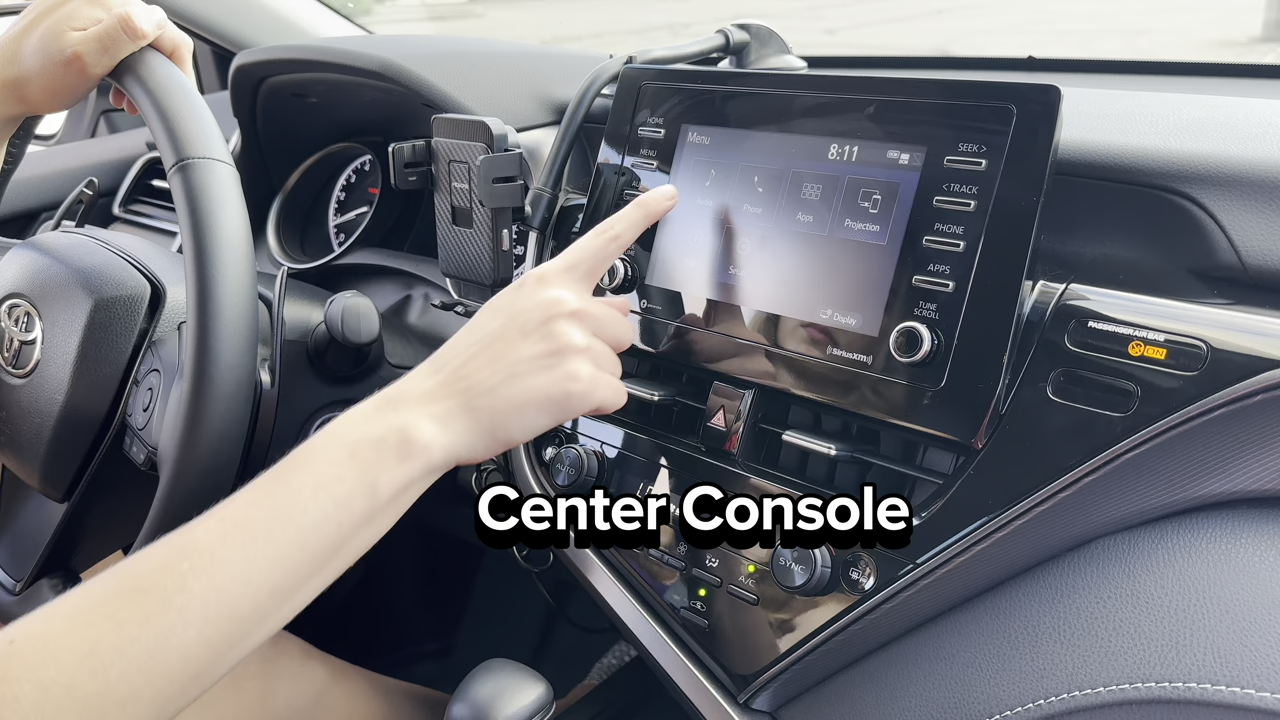 HOME
MENU
Menu
8:11
Phone
Apps
Projection
Display
SiriusXM
SEEK >
< TRACK
PHONE
APPS
TUNE
SCROLL
PASSENGER AIR BAG
ON
AUTO
Center Console
SYNC
A/C